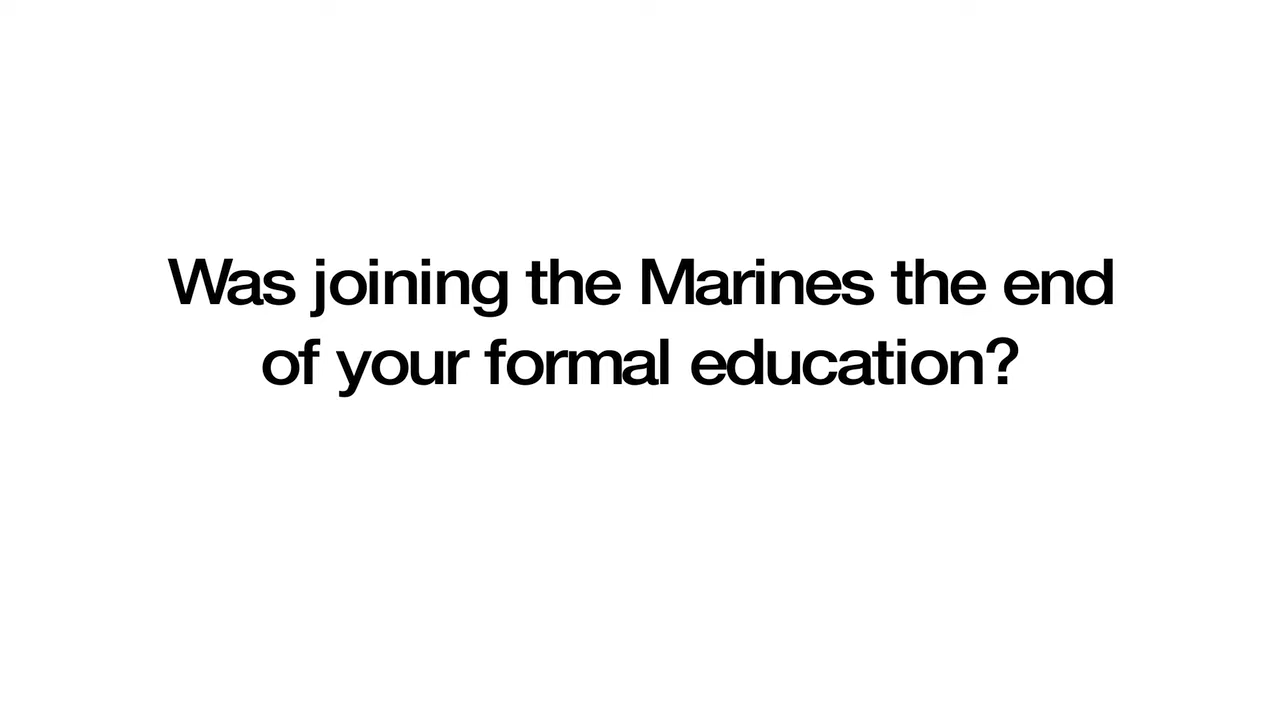 Was joining the Marines the end
of your formal education?